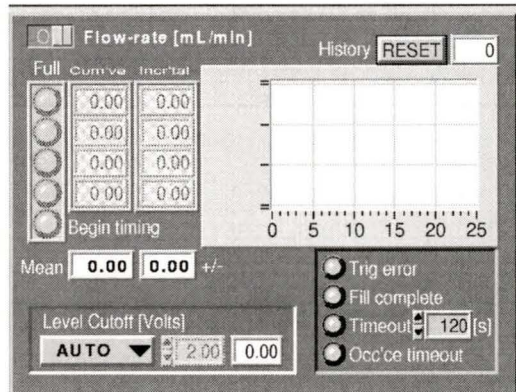 Flow-rate [mL/min]
History RESET 0
Full Cum've Incr'tal
0.00 0.00
0.00 0.00
0.00 0.00
0.00 0.00
Begin timing
0 5 10 15 20 25
Mean 0.00 0.00 +/-
Trig error
Fill complete
Timeout 120 [s]
Occ'ce timeout
Level Cutoff [Volts]
AUTO 2.00 0.00